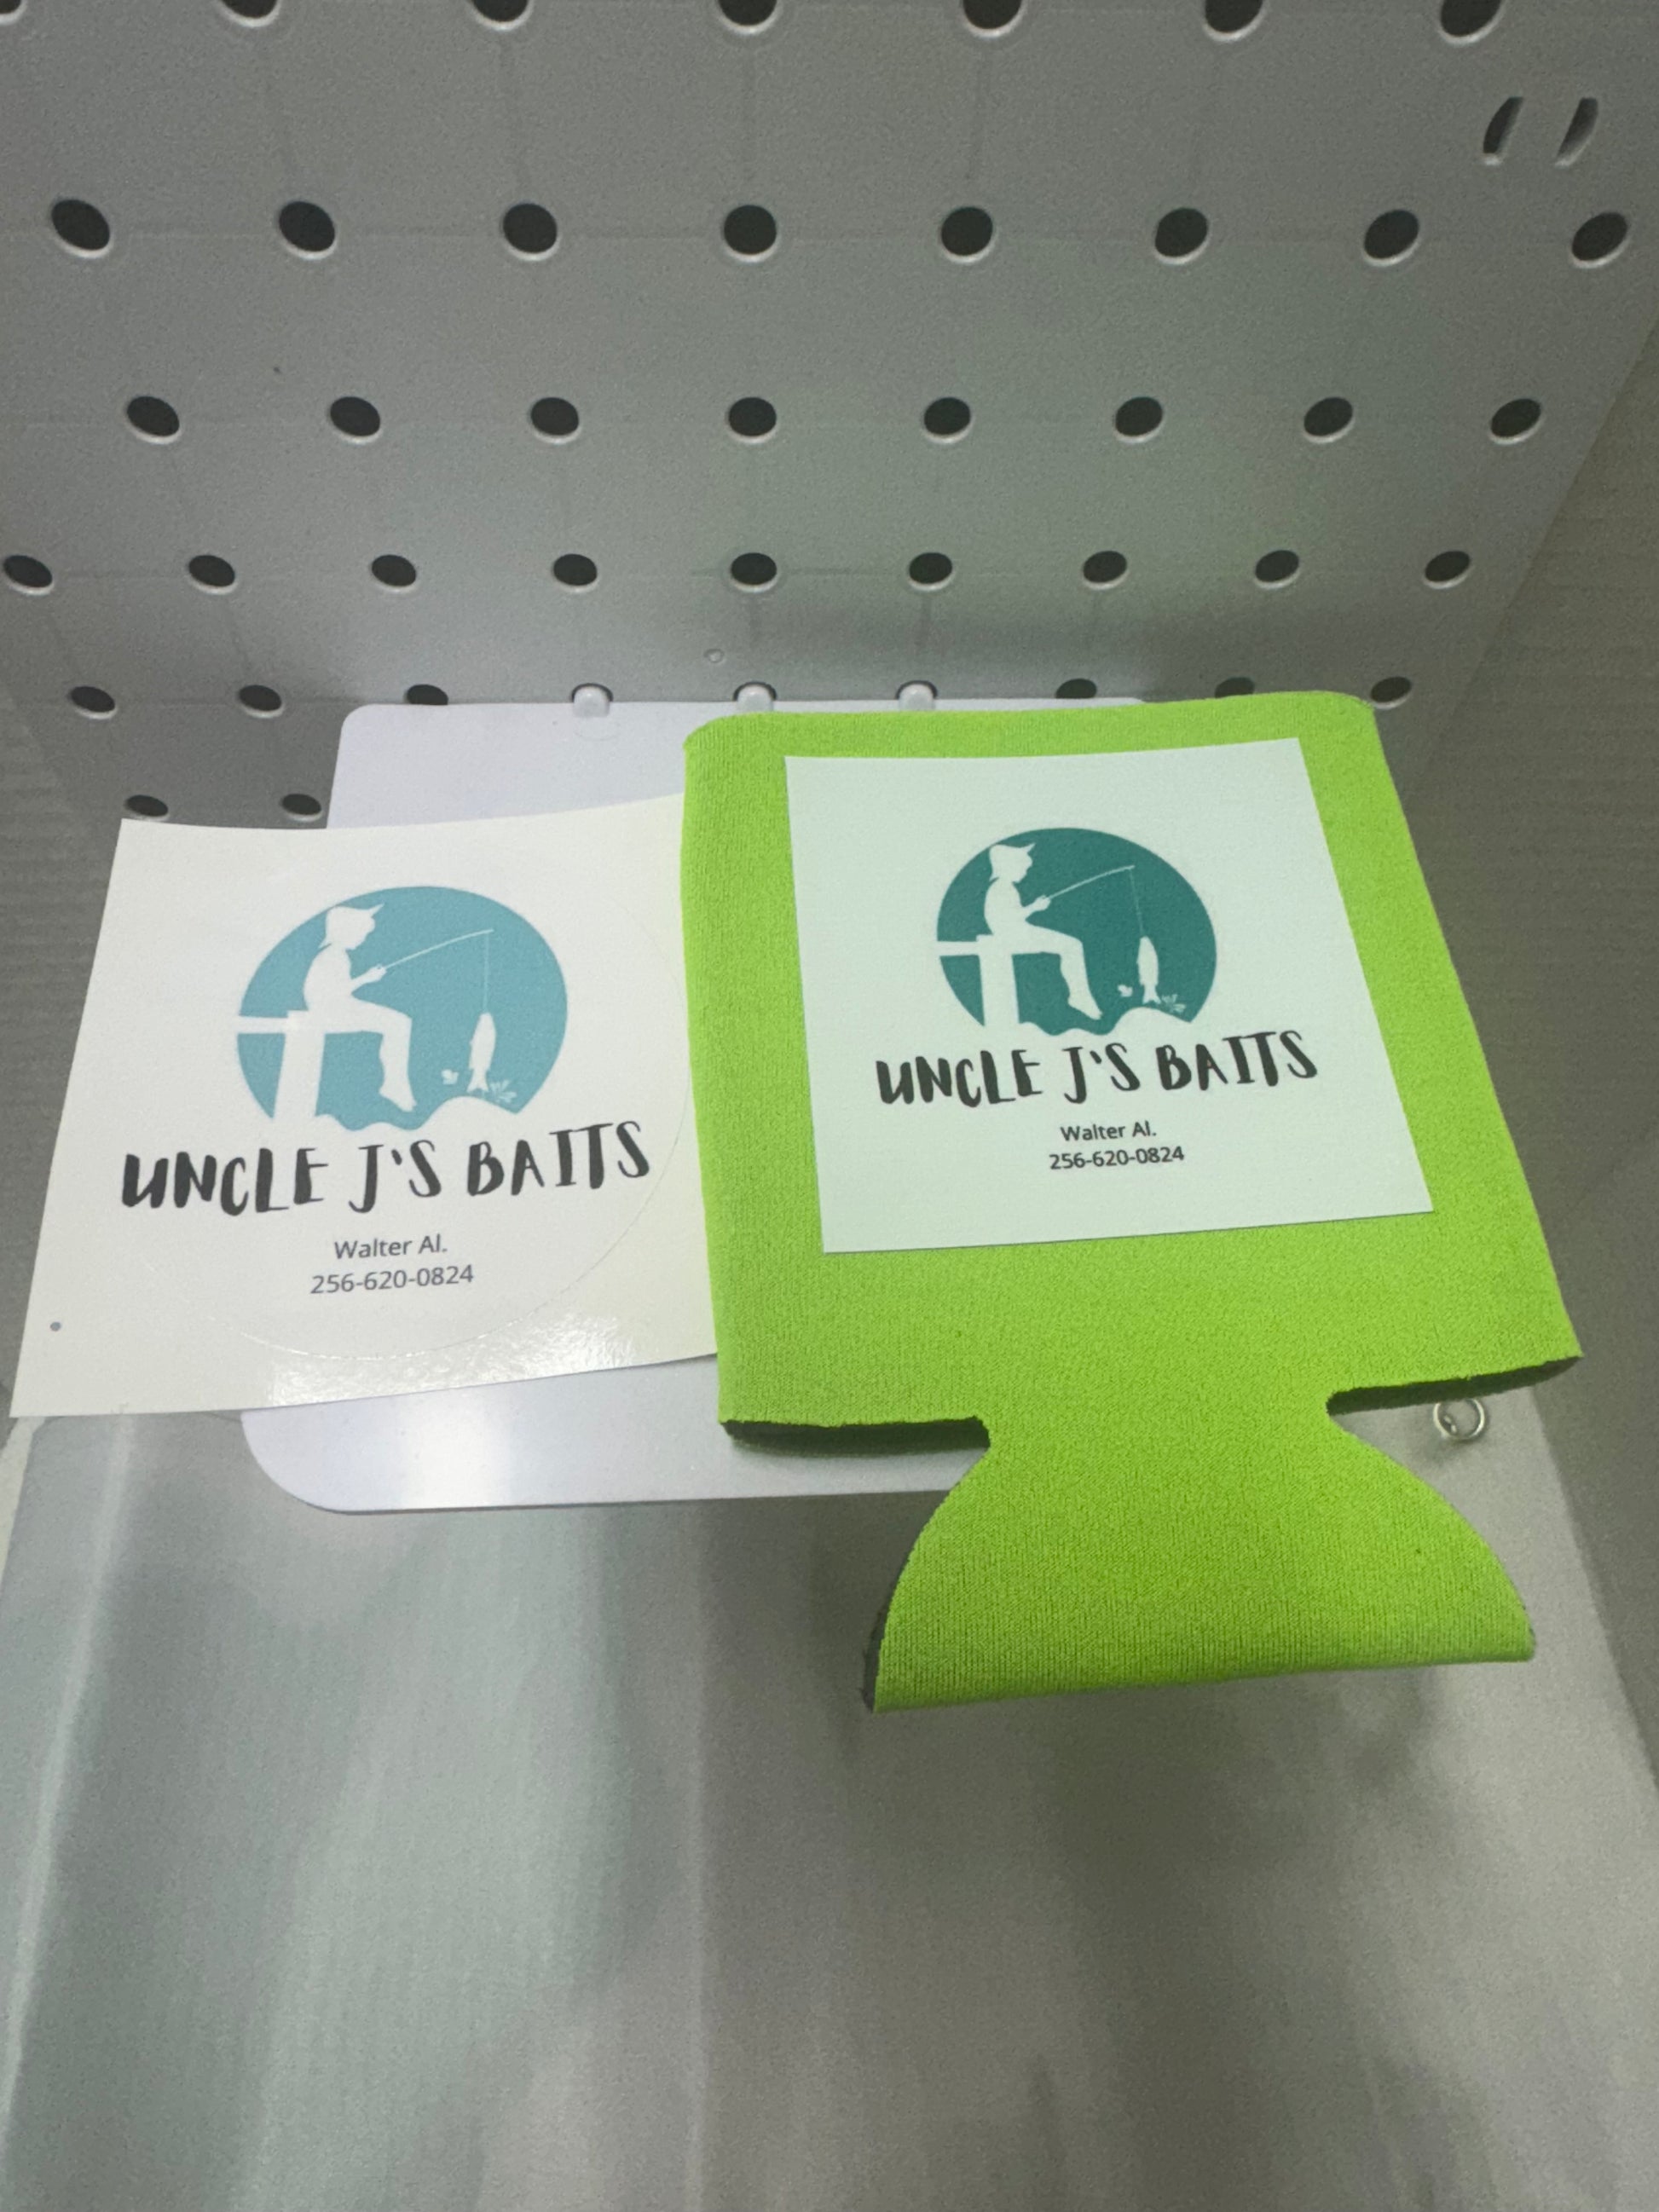 UNCLE J'S BAITS
Walter Al.
256-620-0824
UNCLE J'S BAITS
Walter Al.
256-620-0824